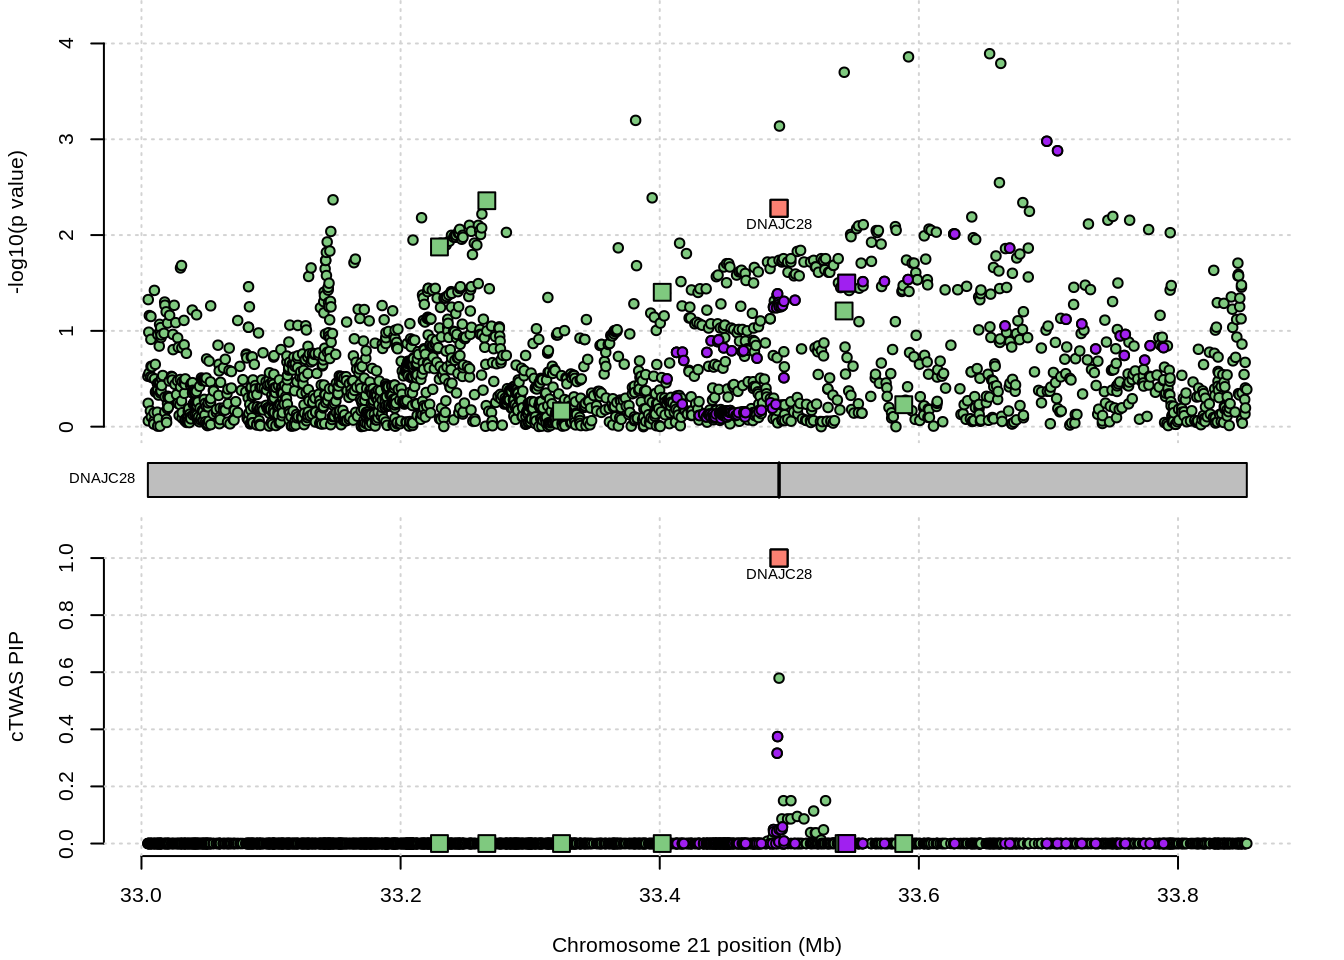 4
3
2
1
0
-log10(p value)
DNAJC28
DNAJC28
1.0
0.8
0.6
0.4
0.2
0.0
cTWAS PIP
DNAJC28
33.0 33.2 33.4 33.6 33.8
Chromosome 21 position (Mb)